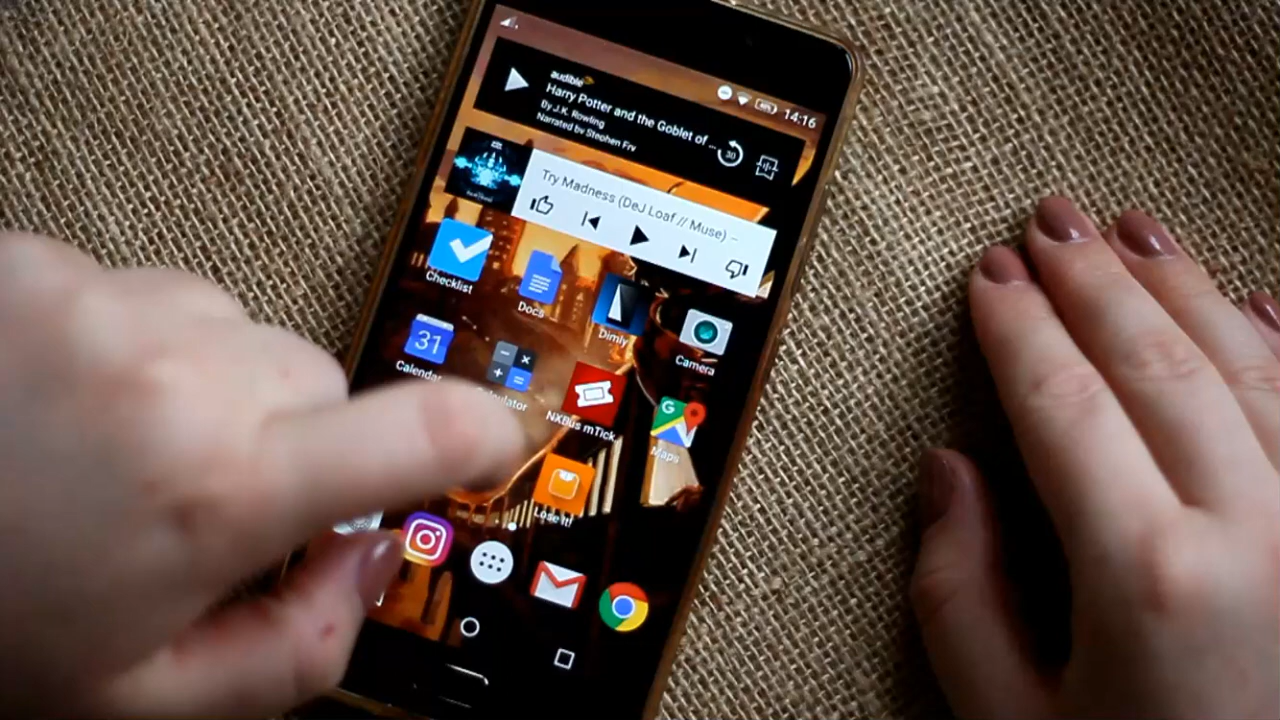 14:16
audible
Harry Potter and the Goblet of ...
By J.K. Rowling
Narrated by Stephen Fry
30
Try Madness (DeJ Loaf // Muse) –
Checklist
Docs
Dimly
Camera
31
Calendar
NXBus mTick
G
Maps
Lose It!